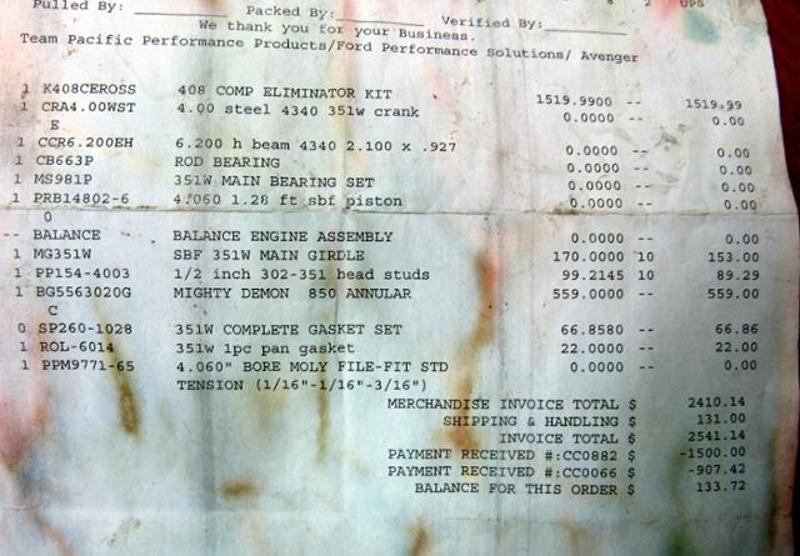 Pulled By: Packed By: Verified By:
We thank you for your Business.
Team Pacific Performance Products/Ford Performance Solutions/ Avenger
1 K408CEROSS 408 COMP ELIMINATOR KIT 1519.9900 -- 1519.99
1 CRA4.00WST 4.00 steel 4340 351w crank 0.0000 -- 0.00
E
1 CCR6.200EH 6.200 h beam 4340 2.100 x .927 0.0000 -- 0.00
1 CB663P ROD BEARING 0.0000 -- 0.00
1 MS981P 351W MAIN BEARING SET 0.0000 -- 0.00
1 PRB14802-6 4.060 1.28 ft sbf piston 0.0000 -- 0.00
0
-- BALANCE BALANCE ENGINE ASSEMBLY 0.0000 -- 0.00
1 MG351W SBF 351W MAIN GIRDLE 170.0000 10 153.00
1 PP154-4003 1/2 inch 302-351 head studs 99.2145 10 89.29
1 BG5563020G MIGHTY DEMON 850 ANNULAR 559.0000 -- 559.00
C
0 SP260-1028 351W COMPLETE GASKET SET 66.8580 -- 66.86
1 ROL-6014 351w 1pc pan gasket 22.0000 -- 22.00
1 PPM9771-65 4.060" BORE MOLY FILE-FIT STD 0.0000 -- 0.00
TENSION (1/16"-1/16"-3/16")
MERCHANDISE INVOICE TOTAL $ 2410.14
SHIPPING & HANDLING $ 131.00
INVOICE TOTAL $ 2541.14
PAYMENT RECEIVED #:CC0882 $ -1500.00
PAYMENT RECEIVED #:CC0066 $ -907.42
BALANCE FOR THIS ORDER $ 133.72